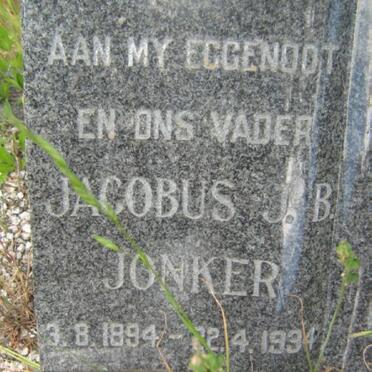 AAN MY EGGENOOT
EN ONS VADER
JACOBUS J. B.
JONKER
3.8.1894 - 22.4.1934